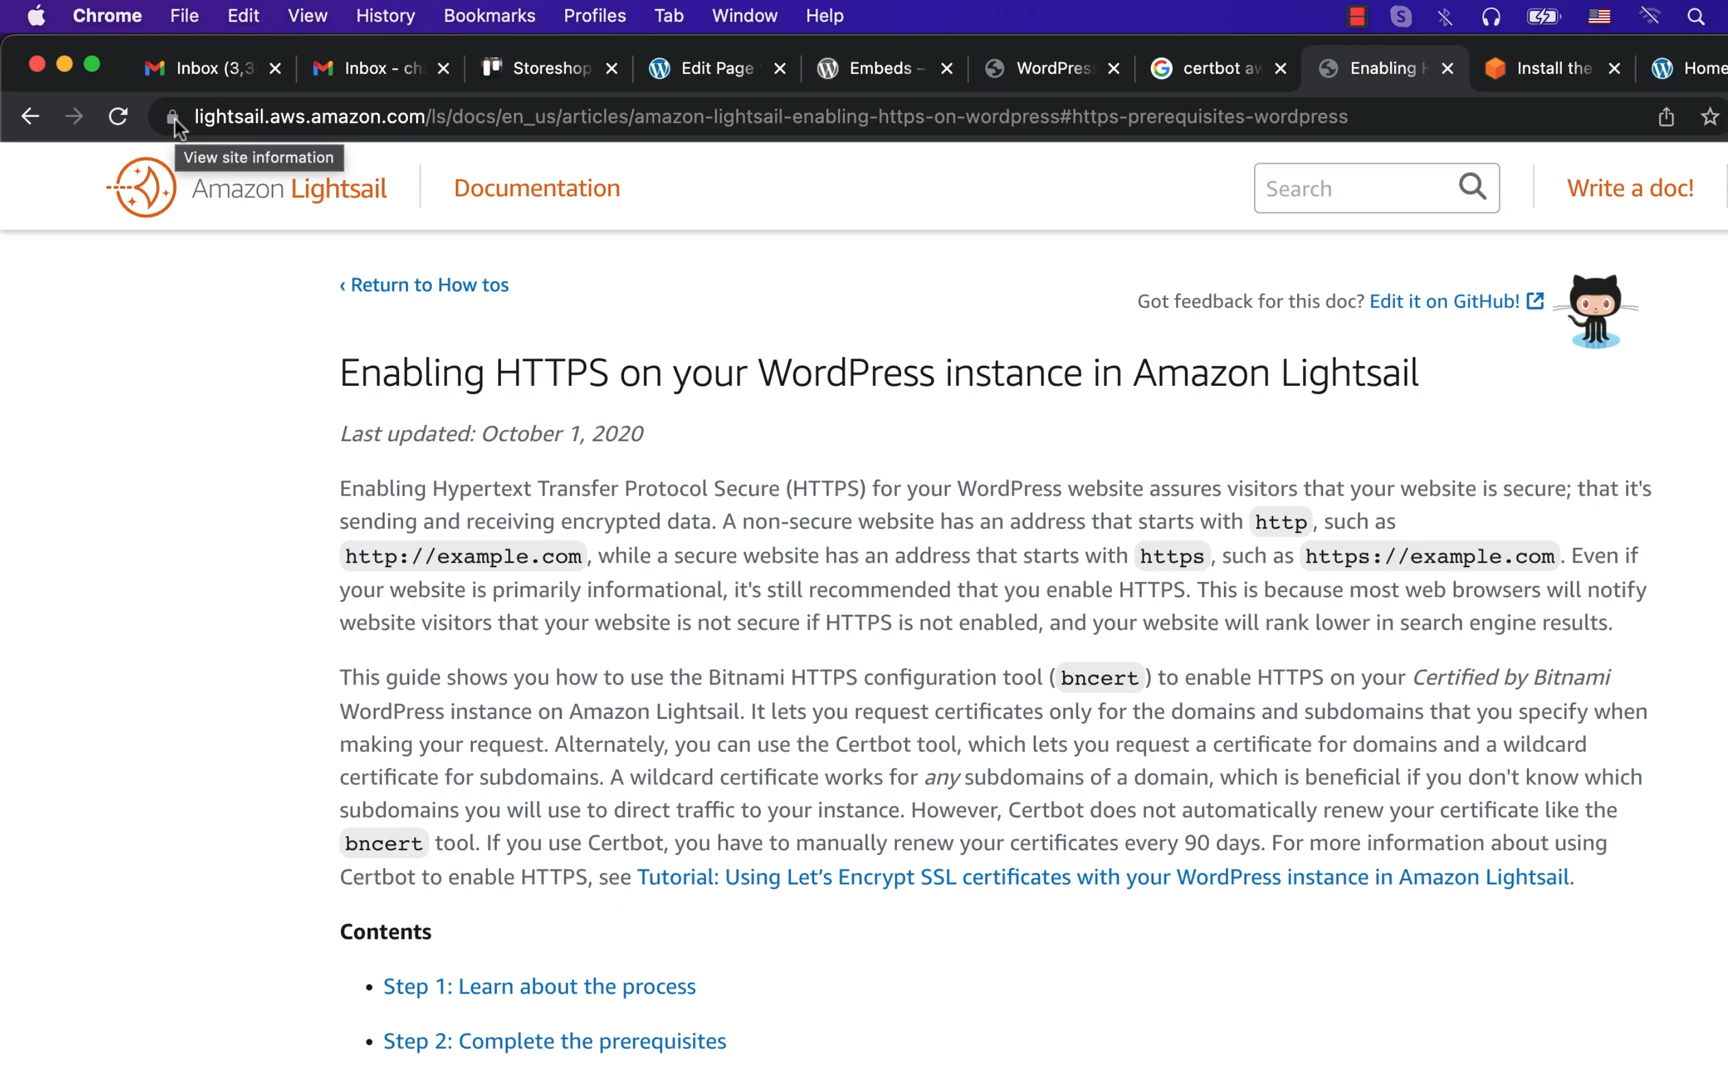 Chrome File Edit View History Bookmarks Profiles Tab Window Help
Inbox (3,3 Inbox - ch Storeshop Edit Page Embeds – WordPres certbot aw Enabling H Install the Home
lightsail.aws.amazon.com/ls/docs/en_us/articles/amazon-lightsail-enabling-https-on-wordpress#https-prerequisites-wordpress
View site information
Amazon Lightsail Documentation Search Write a doc!
‹ Return to How tos
Got feedback for this doc? Edit it on GitHub!
Enabling HTTPS on your WordPress instance in Amazon Lightsail
Last updated: October 1, 2020
Enabling Hypertext Transfer Protocol Secure (HTTPS) for your WordPress website assures visitors that your website is secure; that it's
sending and receiving encrypted data. A non-secure website has an address that starts with http, such as
http://example.com, while a secure website has an address that starts with https, such as https://example.com. Even if
your website is primarily informational, it's still recommended that you enable HTTPS. This is because most web browsers will notify
website visitors that your website is not secure if HTTPS is not enabled, and your website will rank lower in search engine results.
This guide shows you how to use the Bitnami HTTPS configuration tool (bncert) to enable HTTPS on your Certified by Bitnami
WordPress instance on Amazon Lightsail. It lets you request certificates only for the domains and subdomains that you specify when
making your request. Alternately, you can use the Certbot tool, which lets you request a certificate for domains and a wildcard
certificate for subdomains. A wildcard certificate works for any subdomains of a domain, which is beneficial if you don't know which
subdomains you will use to direct traffic to your instance. However, Certbot does not automatically renew your certificate like the
bncert tool. If you use Certbot, you have to manually renew your certificates every 90 days. For more information about using
Certbot to enable HTTPS, see Tutorial: Using Let’s Encrypt SSL certificates with your WordPress instance in Amazon Lightsail.
Contents
• Step 1: Learn about the process
• Step 2: Complete the prerequisites